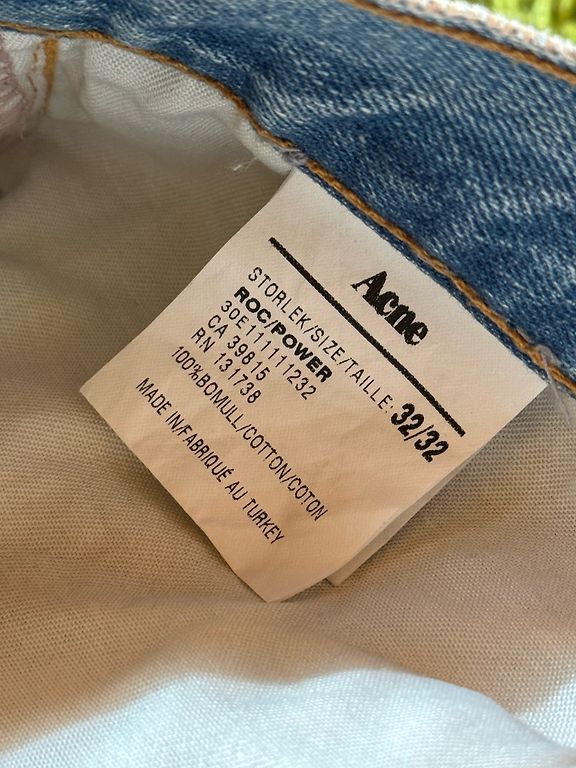 Acne
STORLEK/SIZE/TAILLE: 32/32
ROC/POWER
30E111111232
CA 39815
RN 131738
100%BOMULL/COTTON/COTON
MADE IN/FABRIQUÉ AU TURKEY